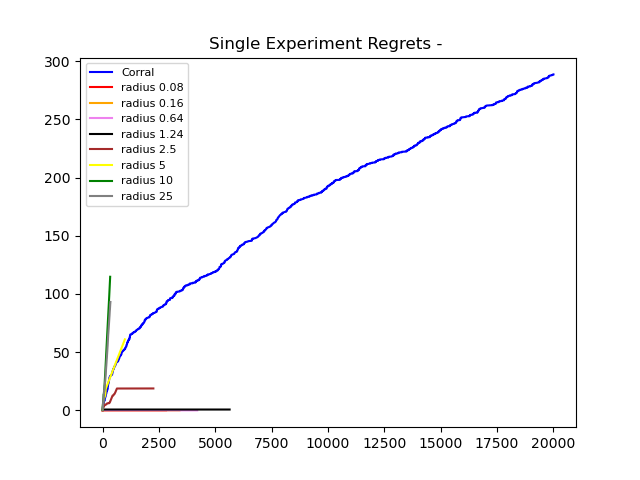 Single Experiment Regrets -
300
250
200
150
100
50
0
Corral
radius 0.08
radius 0.16
radius 0.64
radius 1.24
radius 2.5
radius 5
radius 10
radius 25
0 2500 5000 7500 10000 12500 15000 17500 20000